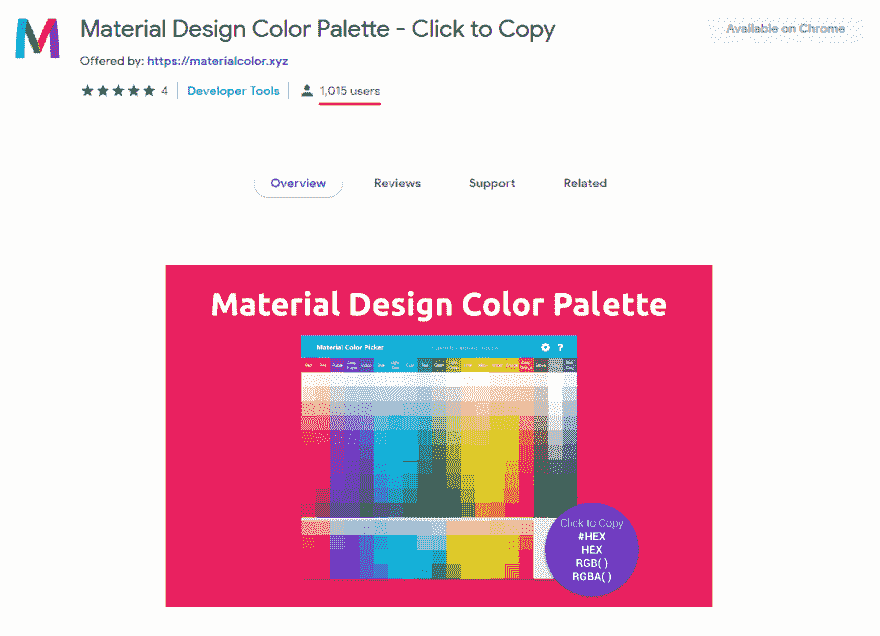 Material Design Color Palette - Click to Copy
Available on Chrome
Offered by: https://materialcolor.xyz
4 Developer Tools 1,015 users
Overview Reviews Support Related
Material Design Color Palette
Material Color Picker
Click to Copy
#HEX
HEX
RGB( )
RGBA( )